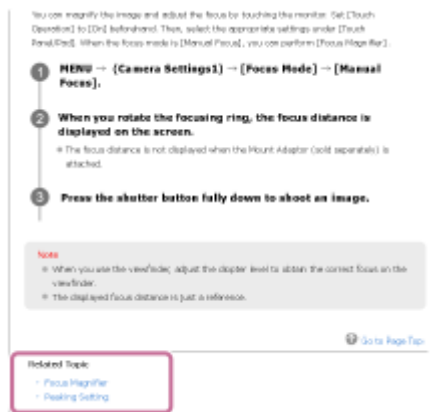 You can magnify the image and adjust the focus by touching the monitor. Set [Touch
Operation] to [On] beforehand. Then, select the appropriate settings under [Touch
Panel/Pad]. When the focus mode is [Manual Focus], you can perform [Focus Magnifier].
1 MENU → (Camera Settings1) → [Focus Mode] → [Manual
Focus].
2 When you rotate the focusing ring, the focus distance is
displayed on the screen.
The focus distance is not displayed when the Mount Adaptor (sold separately) is
attached.
3 Press the shutter button fully down to shoot an image.
Note
When you use the viewfinder, adjust the diopter level to obtain the correct focus on the
viewfinder.
The displayed focus distance is just a reference.
Go to Page Top
Related Topic
Focus Magnifier
Peaking Setting